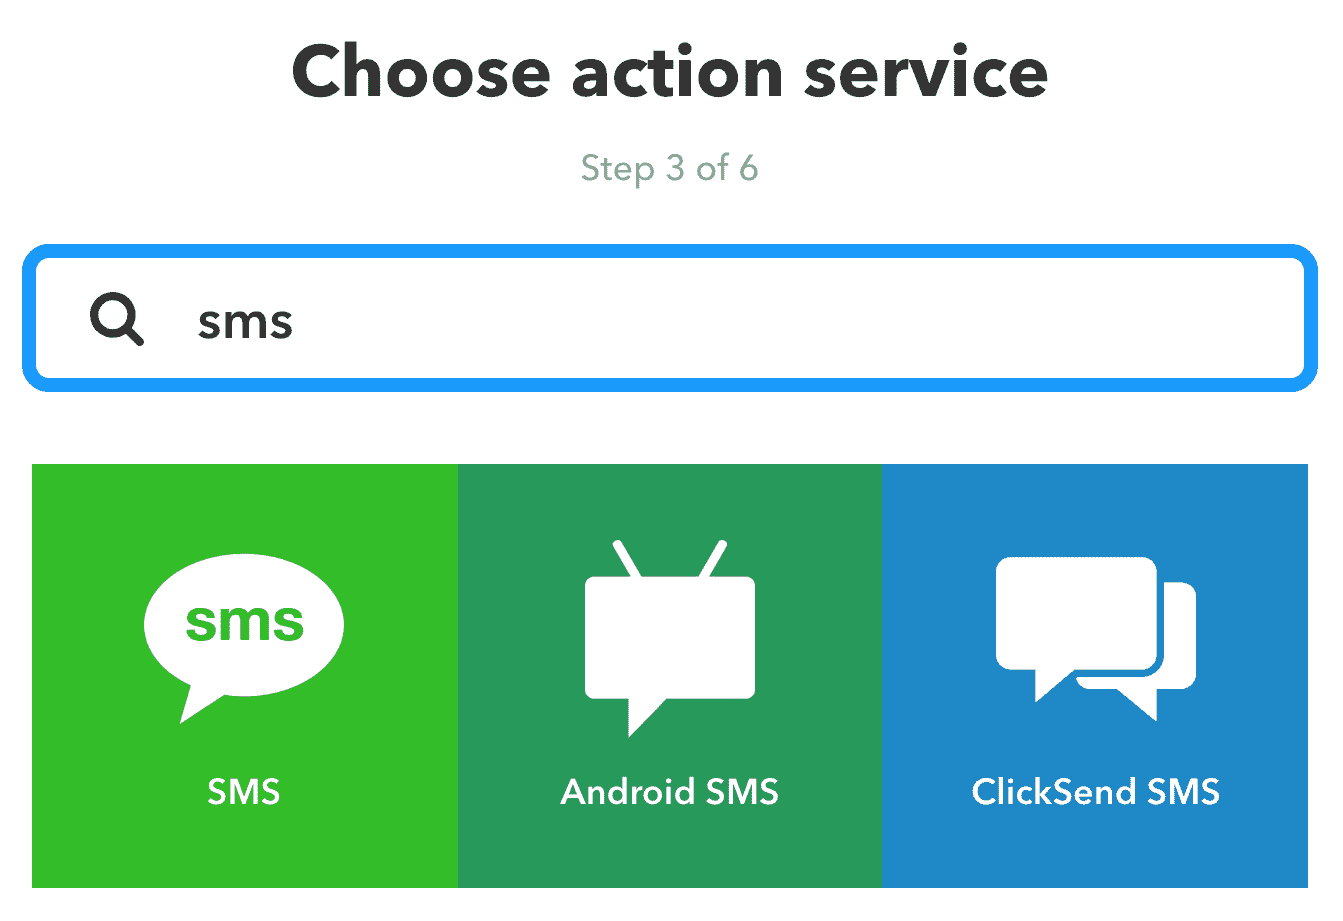 Choose action service
Step 3 of 6
sms
sms
SMS
Android SMS
ClickSend SMS